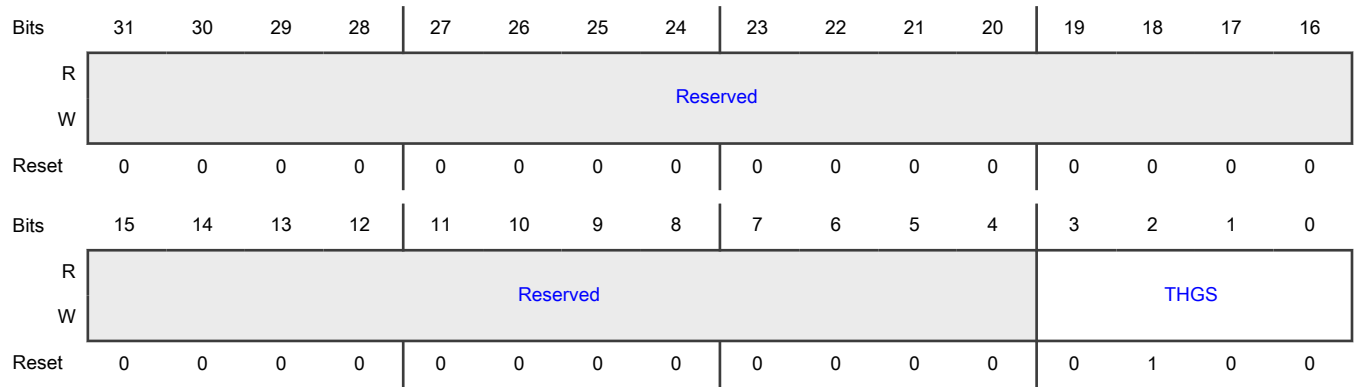 Bits 31 30 29 28 27 26 25 24 23 22 21 20 19 18 17 16
R
Reserved
W
Reset 0 0 0 0 0 0 0 0 0 0 0 0 0 0 0 0
Bits 15 14 13 12 11 10 9 8 7 6 5 4 3 2 1 0
R
Reserved THGS
W
Reset 0 0 0 0 0 0 0 0 0 0 0 0 0 1 0 0